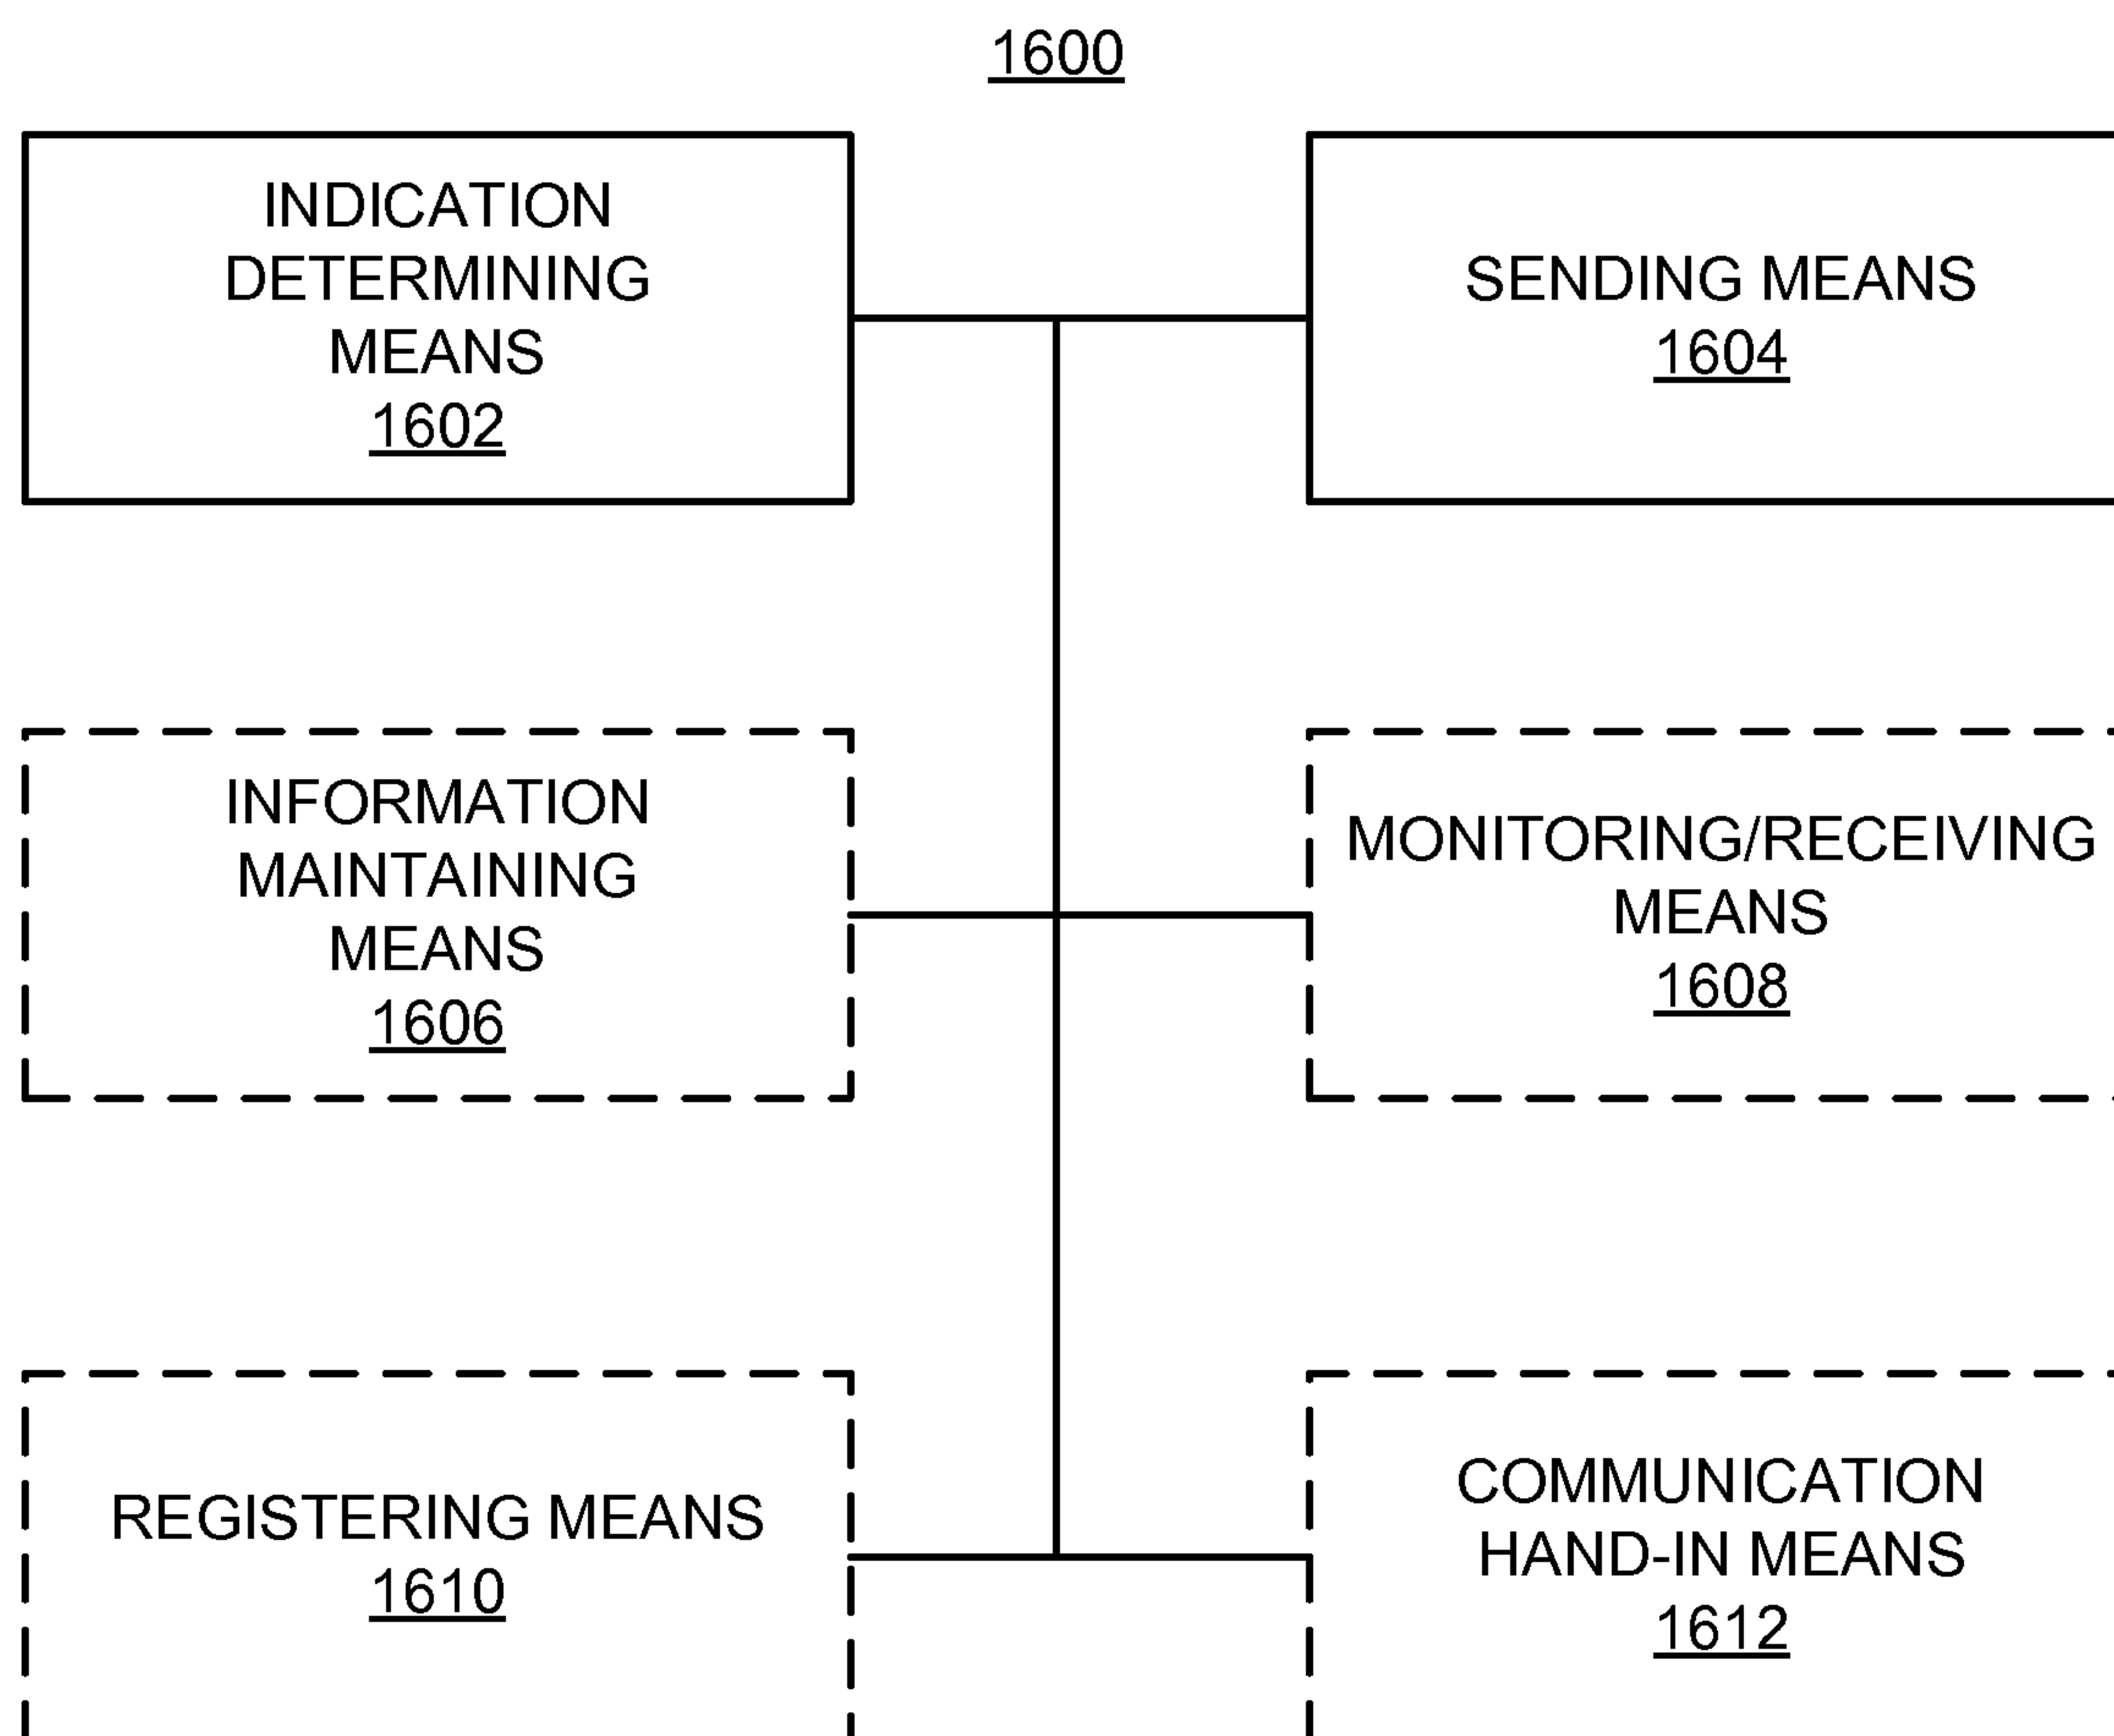 1600
INDICATION
DETERMINING
MEANS
1602
SENDING MEANS
1604
INFORMATION
MAINTAINING
MEANS
1606
MONITORING/RECEIVING
MEANS
1608
REGISTERING MEANS
1610
COMMUNICATION
HAND-IN MEANS
1612